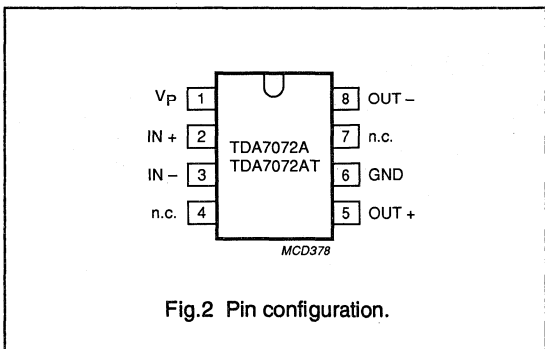 VP 1 8 OUT –
IN + 2 7 n.c.
TDA7072A
TDA7072AT
IN – 3 6 GND
n.c. 4 5 OUT +
MCD378
Fig.2 Pin configuration.